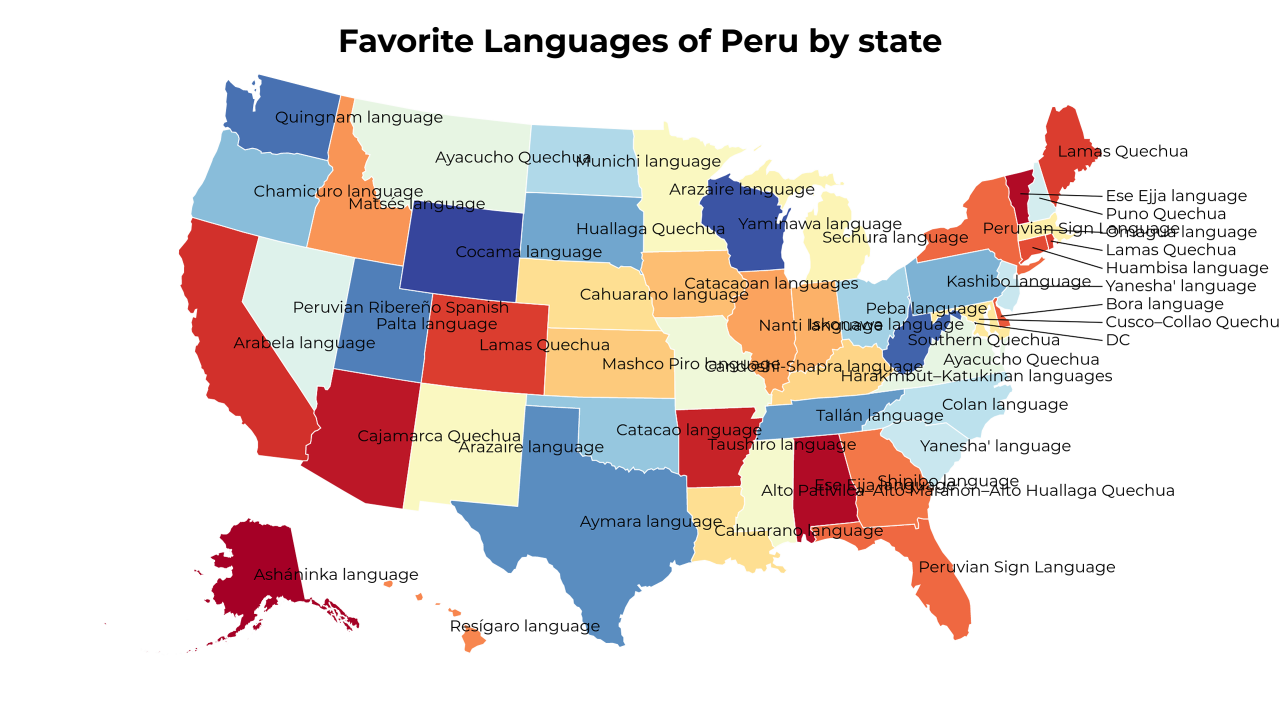 Favorite Languages of Peru by state
Quingnam language
Ayacucho Quechua
Munichi language
Lamas Quechua
Chamicuro language
Matsés language
Arazaire language
Ese Ejja language
Puno Quechua
Huallaga Quechua
Yaminawa language
Sechura language
Peruvian Sign Language
Omagua language
Lamas Quechua
Cocama language
Huambisa language
Catacaoan languages
Kashibo language
Yanesha' language
Cahuarano language
Peruvian Ribereño Spanish
Peba language
Bora language
Palta language
Nanti language
Iskonawa language
Cusco–Collao Quechu
Arabela language
Lamas Quechua
Southern Quechua
DC
Mashco Piro language
Candoshi-Shapra language
Ayacucho Quechua
Harákmbut–Katukinan languages
Colan language
Tallán language
Cajamarca Quechua
Arazaire language
Catacao language
Taushiro language
Yanesha' language
Ese Ejja language
Shipibo language
Alto Pativilca–Alto Marañón–Alto Huallaga Quechua
Aymara language
Cahuarano language
Peruvian Sign Language
Asháninka language
Resígaro language